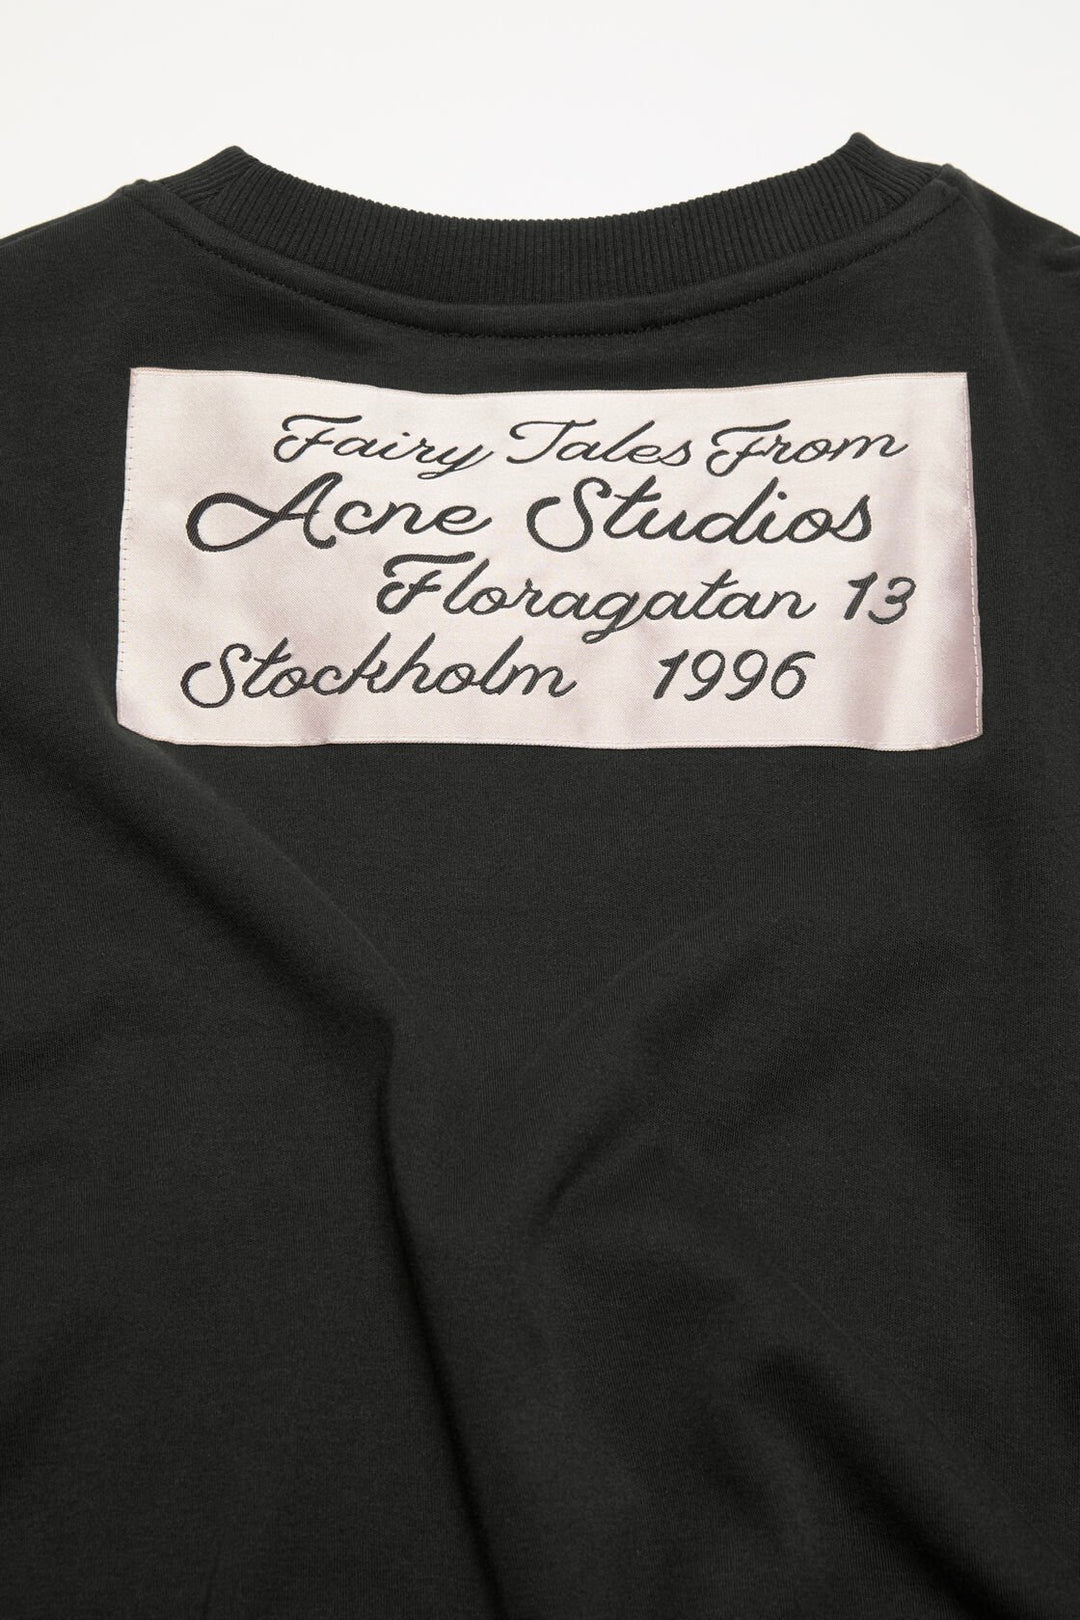 Fairy Tales From
Acne Studios
Floragatan 13
Stockholm 1996